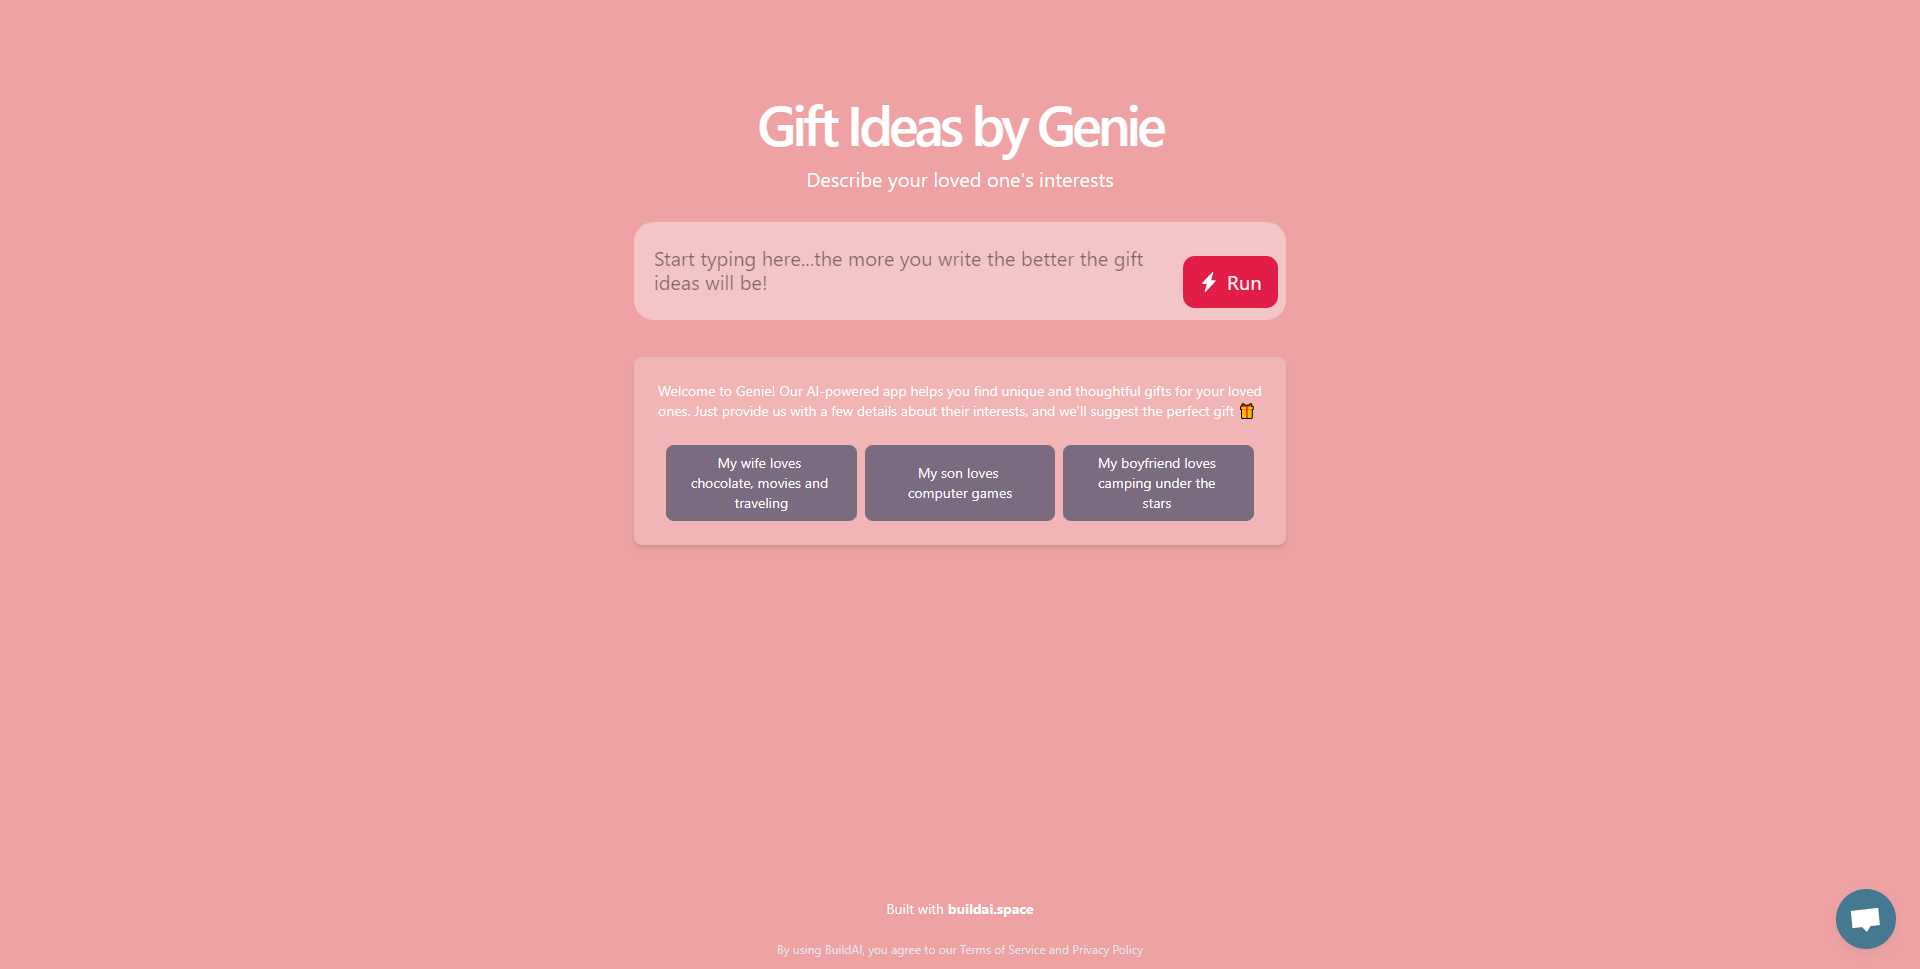 Gift Ideas by Genie
Describe your loved one's interests
Start typing here...the more you write the better the gift
ideas will be!
Run
Welcome to Genie! Our AI-powered app helps you find unique and thoughtful gifts for your loved
ones. Just provide us with a few details about their interests, and we'll suggest the perfect gift 🎁
My wife loves
chocolate, movies and
traveling
My son loves
computer games
My boyfriend loves
camping under the
stars
Built with buildai.space
By using BuildAI, you agree to our Terms of Service and Privacy Policy